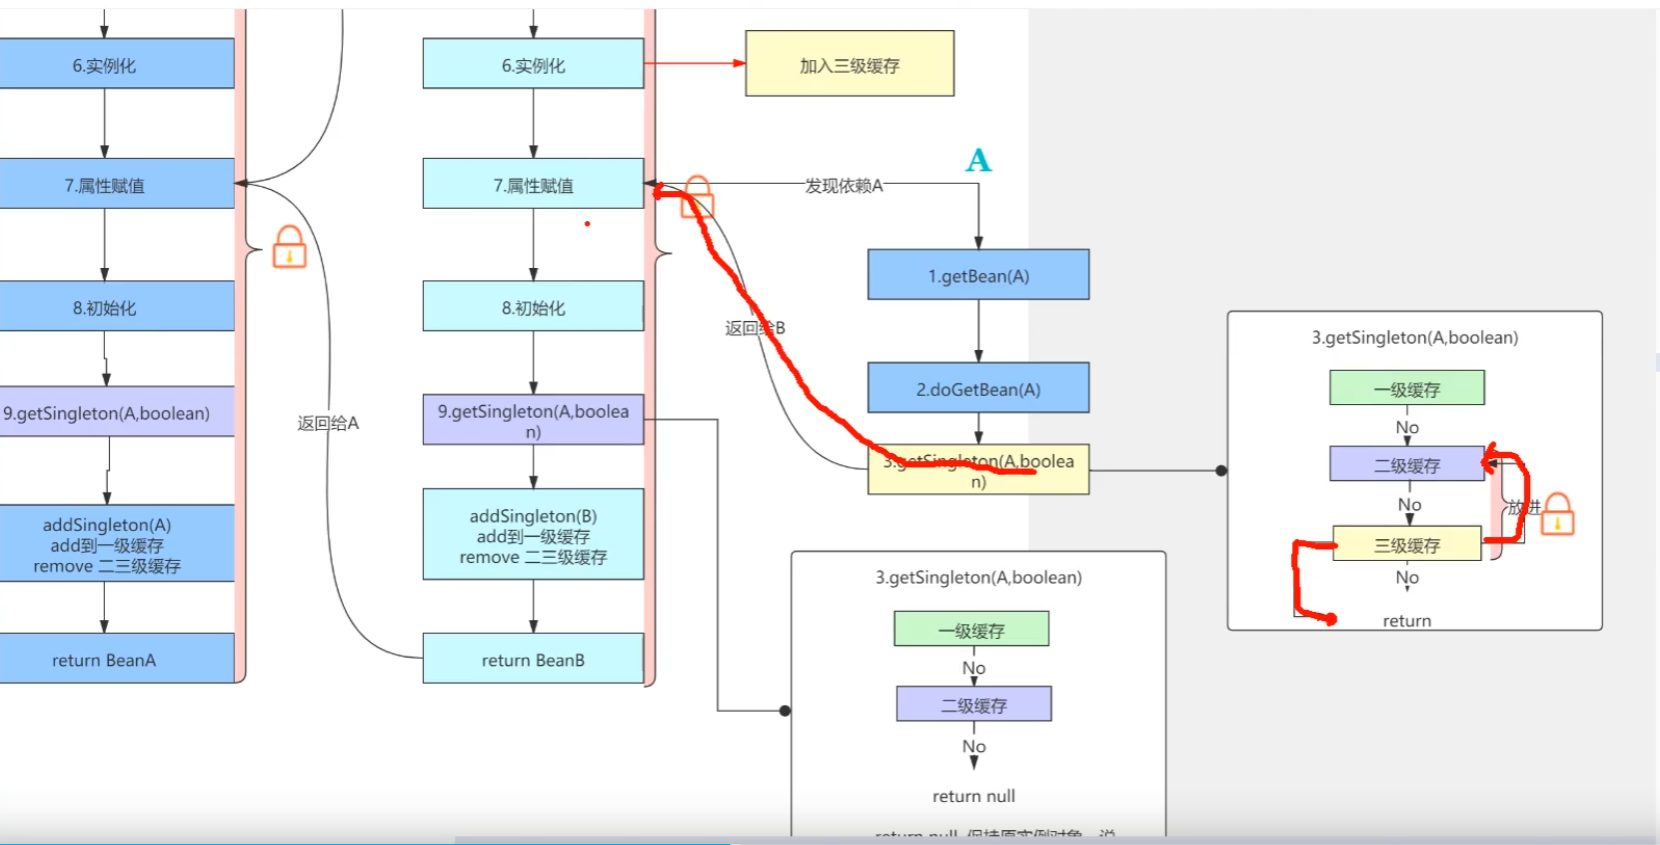 6.实例化
7.属性赋值
8.初始化
9.getSingleton(A,boolean)
addSingleton(A)
add到一级缓存
remove 二三级缓存
return BeanA
返回给A
6.实例化
加入三级缓存
7.属性赋值
8.初始化
9.getSingleton(A,boolea
n)
addSingleton(B)
add到一级缓存
remove 二三级缓存
return BeanB
A
发现依赖A
返回给B
1.getBean(A)
2.doGetBean(A)
3.getSingleton(A,boolea
n)
3.getSingleton(A,boolean)
一级缓存
No
二级缓存
No
放进
三级缓存
No
return
3.getSingleton(A,boolean)
一级缓存
No
二级缓存
No
return null
return null